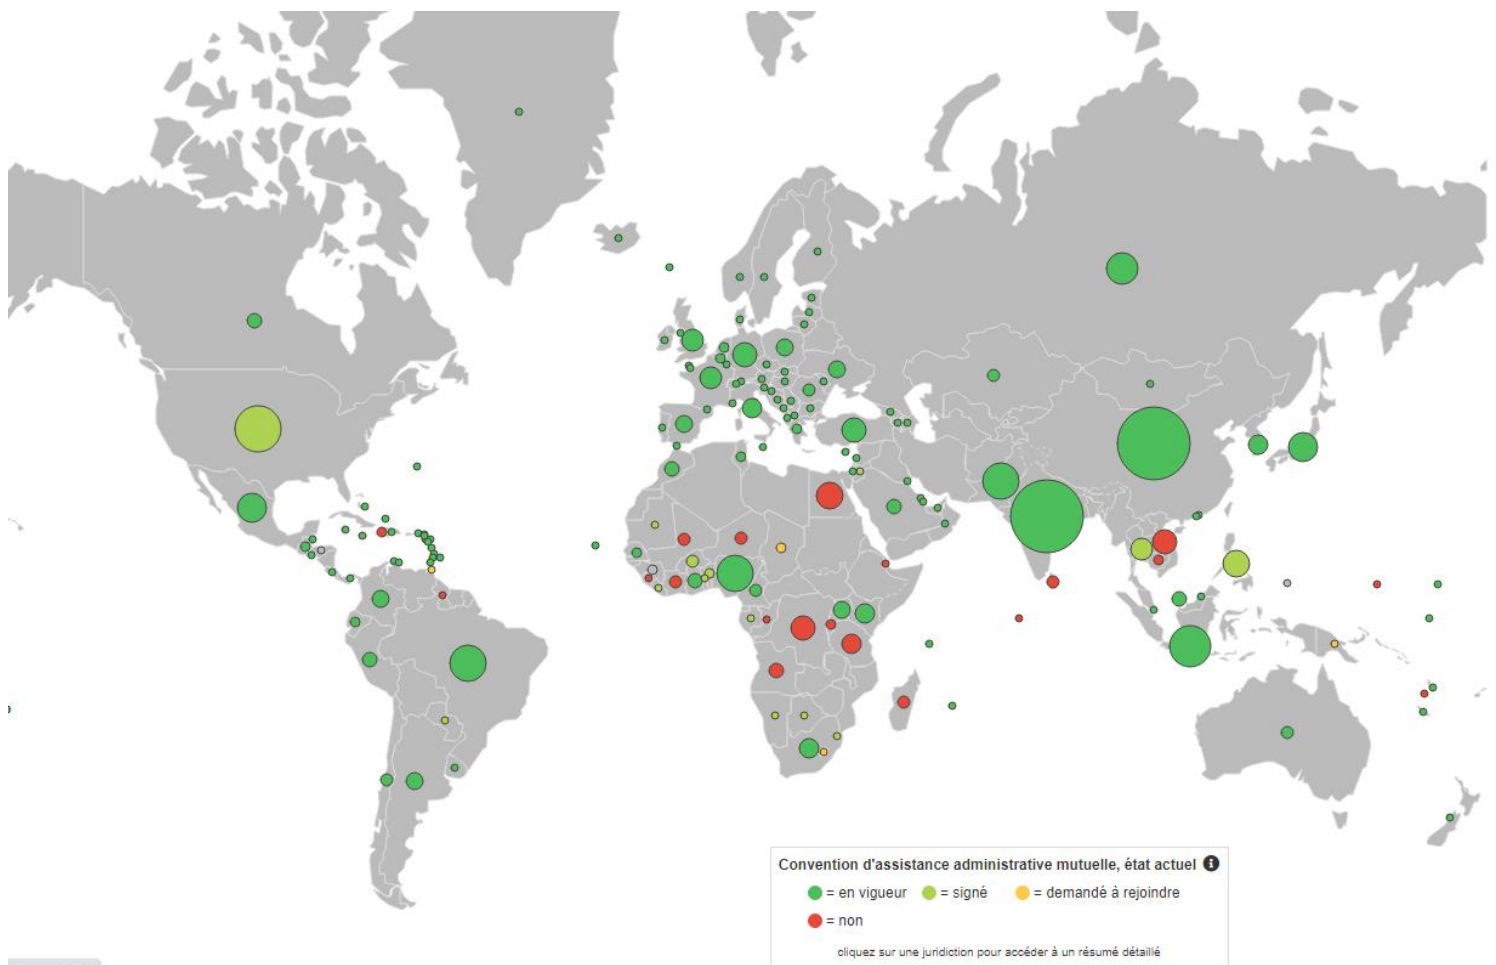 Convention d'assistance administrative mutuelle, état actuel
= en vigueur = signé = demandé à rejoindre
= non
cliquez sur une juridiction pour accéder à un résumé détaillé